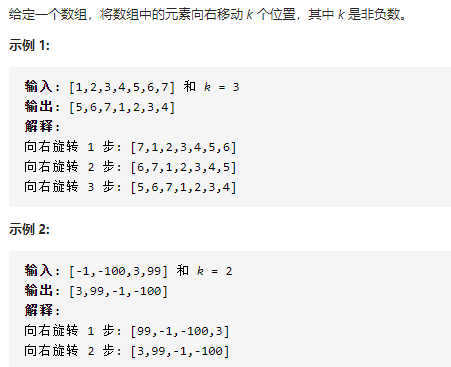 给定一个数组，将数组中的元素向右移动 k 个位置，其中 k 是非负数。
示例 1:
输入: [1,2,3,4,5,6,7] 和 k = 3
输出: [5,6,7,1,2,3,4]
解释:
向右旋转 1 步: [7,1,2,3,4,5,6]
向右旋转 2 步: [6,7,1,2,3,4,5]
向右旋转 3 步: [5,6,7,1,2,3,4]
示例 2:
输入: [-1,-100,3,99] 和 k = 2
输出: [3,99,-1,-100]
解释:
向右旋转 1 步: [99,-1,-100,3]
向右旋转 2 步: [3,99,-1,-100]